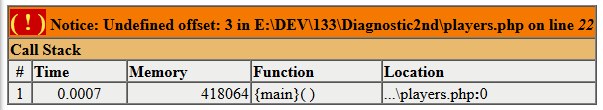 ( ! ) Notice: Undefined offset: 3 in E:\DEV\133\Diagnostic2nd\players.php on line 22
Call Stack
# Time Memory Function Location
1 0.0007 418064 {main}( ) ...\players.php:0